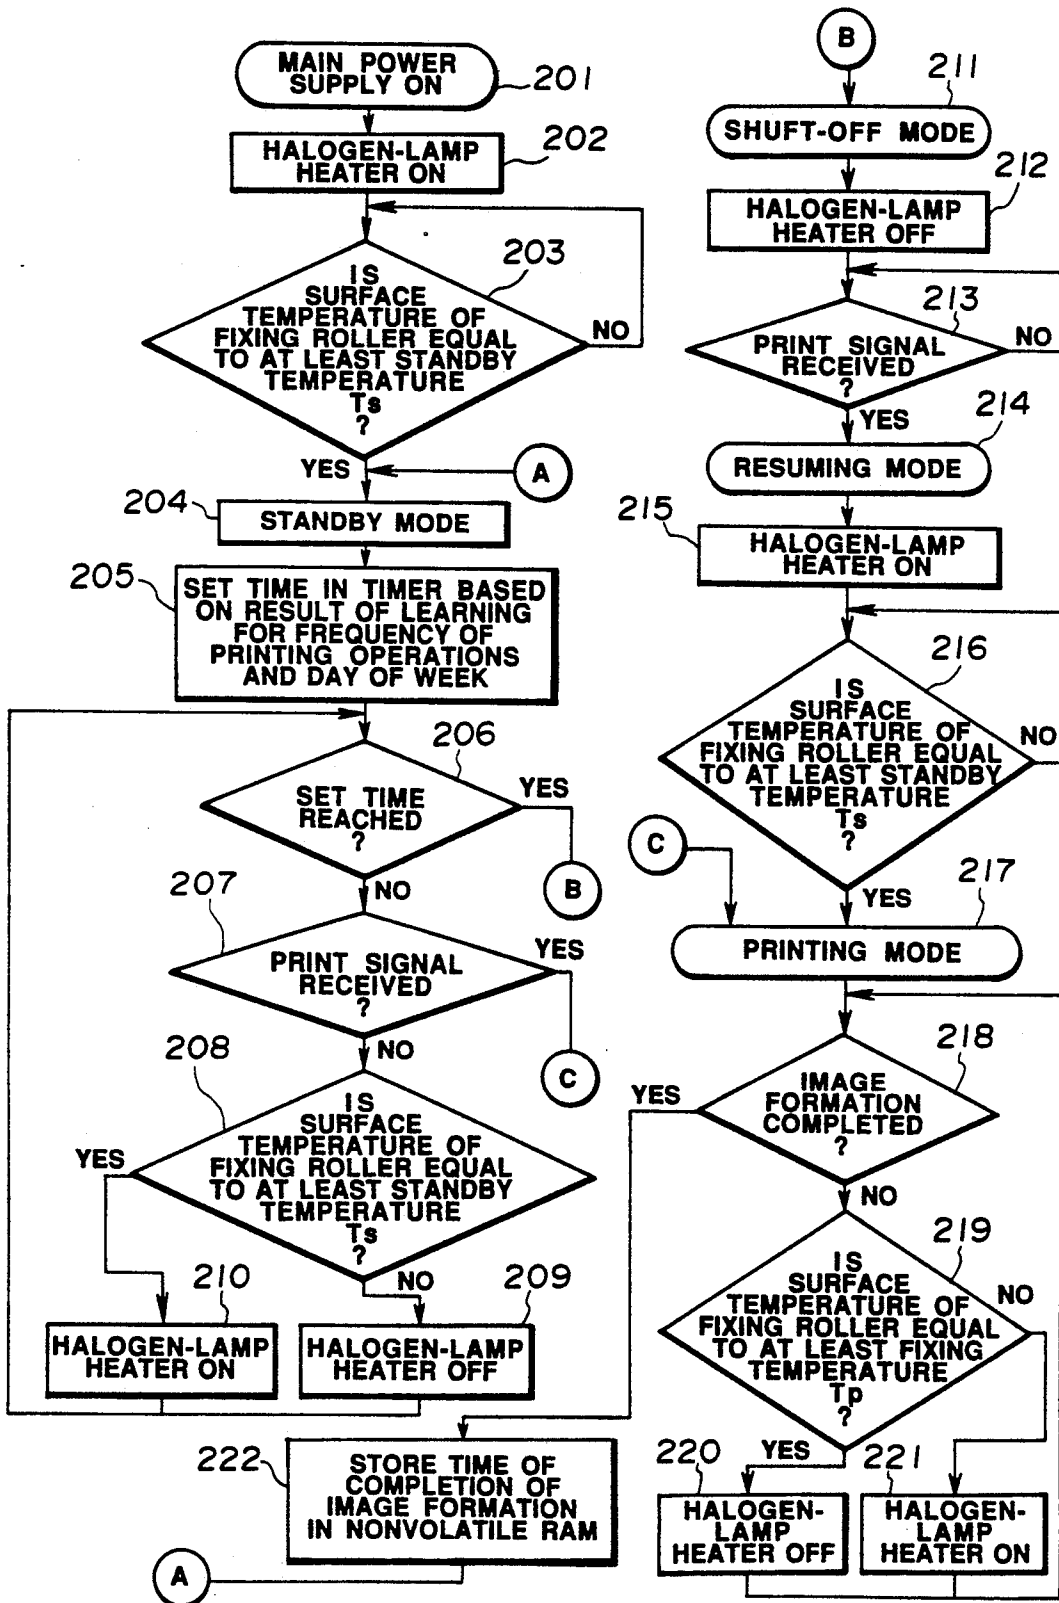 MAIN POWER
SUPPLY ON
201
HALOGEN-LAMP
HEATER ON
202
IS
SURFACE
TEMPERATURE OF
FIXING ROLLER EQUAL
TO AT LEAST STANDBY
TEMPERATURE
Ts
?
203
NO
YES
A
204
STANDBY MODE
205
SET TIME IN TIMER BASED
ON RESULT OF LEARNING
FOR FREQUENCY OF
PRINTING OPERATIONS
AND DAY OF WEEK
206
SET TIME
REACHED
?
YES
B
NO
207
PRINT SIGNAL
RECEIVED
?
YES
C
NO
208
IS
SURFACE
TEMPERATURE OF
FIXING ROLLER EQUAL
TO AT LEAST STANDBY
TEMPERATURE
Ts
?
YES
NO
210
HALOGEN-LAMP
HEATER ON
209
HALOGEN-LAMP
HEATER OFF
222
STORE TIME OF
COMPLETION OF
IMAGE FORMATION
IN NONVOLATILE RAM
A
B
211
SHUFT-OFF MODE
212
HALOGEN-LAMP
HEATER OFF
213
PRINT SIGNAL
RECEIVED
?
NO
YES
214
RESUMING MODE
215
HALOGEN-LAMP
HEATER ON
216
IS
SURFACE
TEMPERATURE OF
FIXING ROLLER EQUAL
TO AT LEAST STANDBY
TEMPERATURE
Ts
?
NO
YES
C
217
PRINTING MODE
218
IMAGE
FORMATION
COMPLETED
?
YES
NO
219
IS
SURFACE
TEMPERATURE OF
FIXING ROLLER EQUAL
TO AT LEAST FIXING
TEMPERATURE
Tp
?
NO
YES
220
HALOGEN-
LAMP
HEATER OFF
221
HALOGEN-
LAMP
HEATER ON